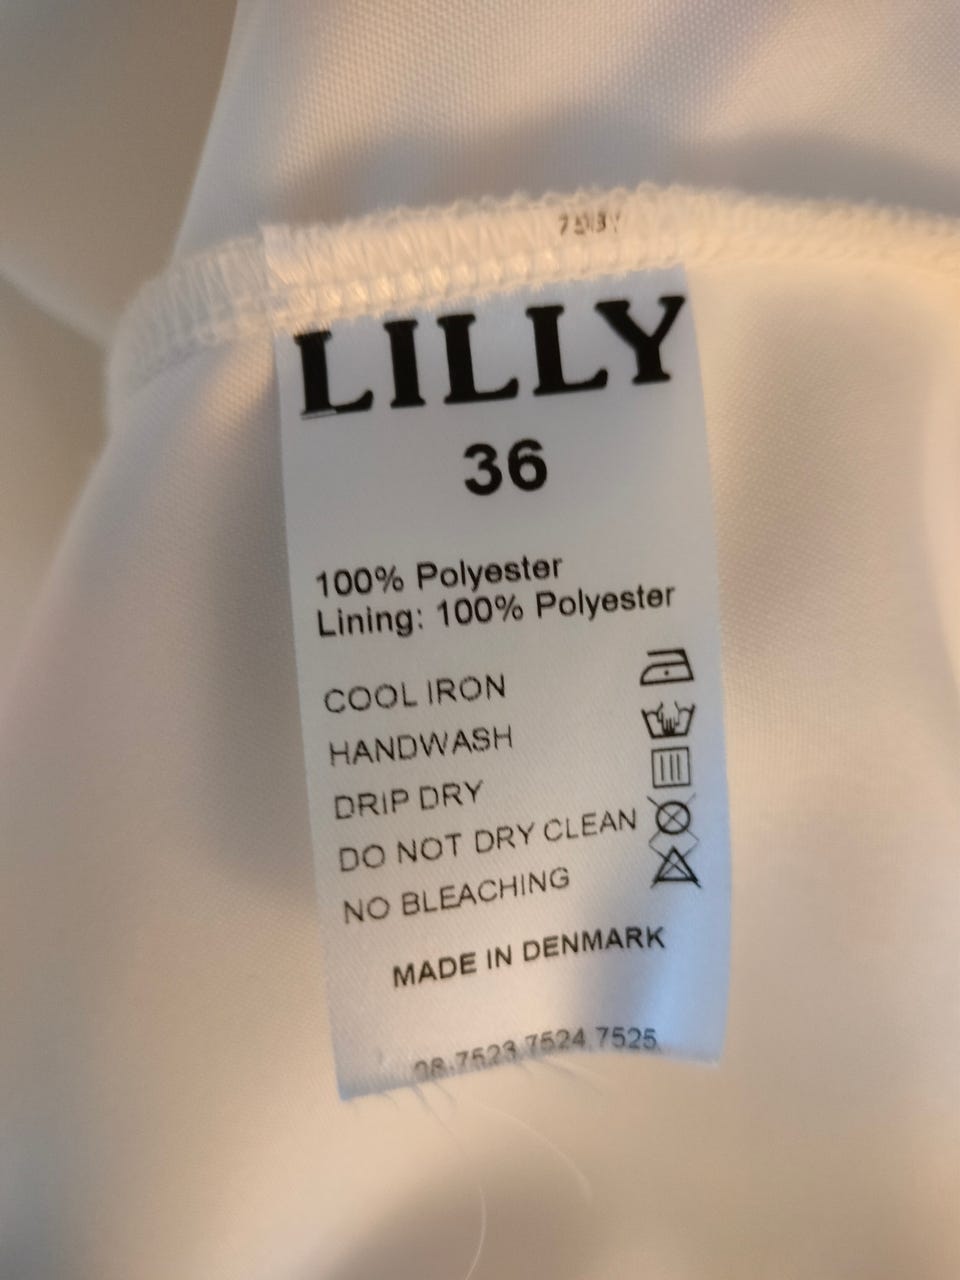 LILLY
36
100% Polyester
Lining: 100% Polyester
COOL IRON
HANDWASH
DRIP DRY
DO NOT DRY CLEAN
NO BLEACHING
MADE IN DENMARK
08-7523,7524,7525